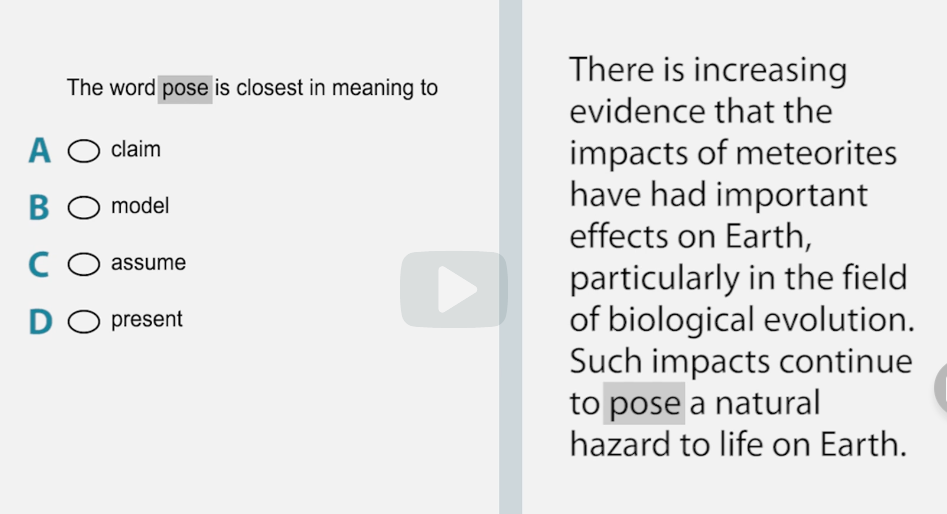 The word pose is closest in meaning to
A claim
B model
C assume
D present
There is increasing
evidence that the
impacts of meteorites
have had important
effects on Earth,
particularly in the field
of biological evolution.
Such impacts continue
to pose a natural
hazard to life on Earth.